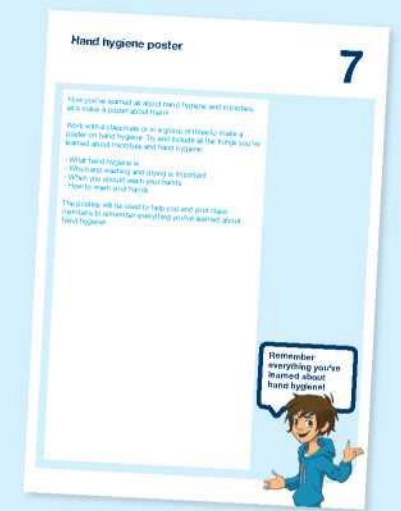 Hand hygiene poster
7
Now you've learned all about hand hygiene and microbes,
let's make a poster about them!
Work with a classmate or in a group of three to make a
poster on hand hygiene. Try and include all the things you've
learned about microbes and hand hygiene:
- What hand hygiene is
- Why hand washing and drying is important
- When you should wash your hands
- How to wash your hands
The posters will be used to help you and your class
members to remember everything you've learned about
hand hygiene!
Remember
everything you've
learned about
hand hygiene!